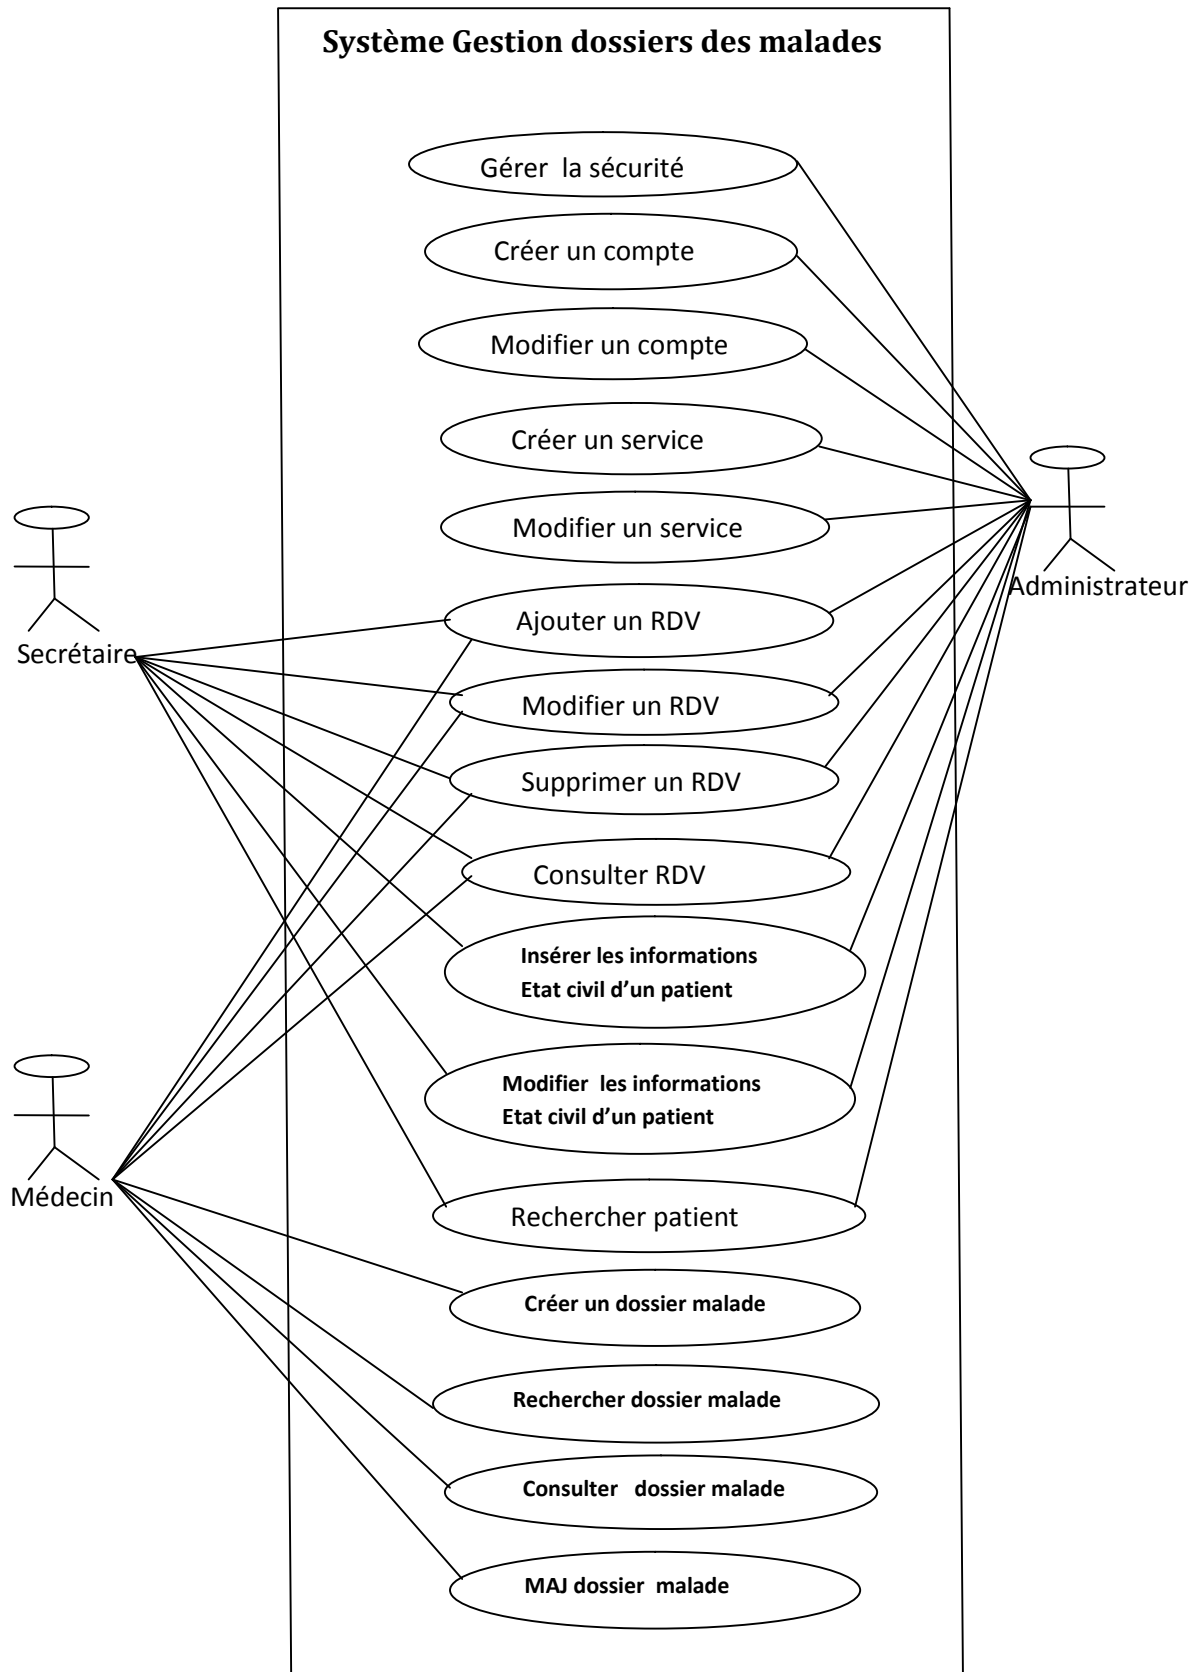 Système Gestion dossiers des malades
Gérer la sécurité
Créer un compte
Modifier un compte
Créer un service
Modifier un service
Administrateur
Ajouter un RDV
Secrétaire
Modifier un RDV
Supprimer un RDV
Consulter RDV
Insérer les informations
Etat civil d'un patient
Modifier les informations
Etat civil d'un patient
Médecin
Rechercher patient
Créer un dossier malade
Rechercher dossier malade
Consulter dossier malade
MAJ dossier malade